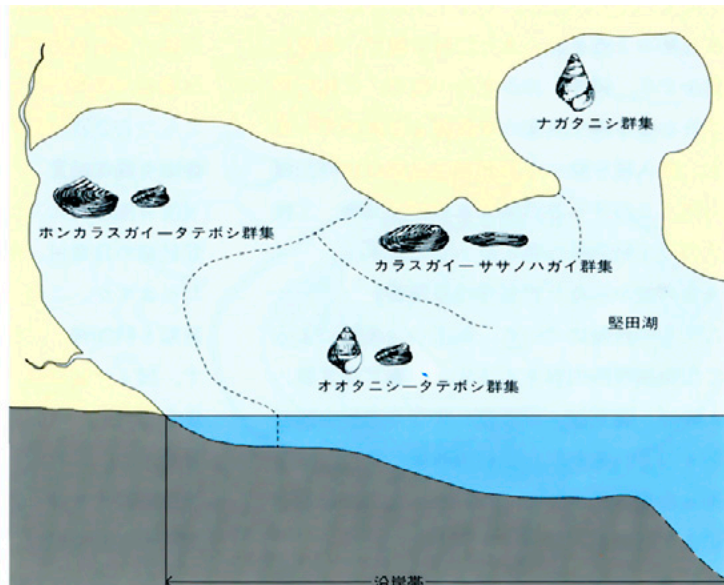 ナガタニシ群集
ホンカラスガイ－タテボシ群集
カラスガイ－ササノハガイ群集
堅田湖
オオタニシ－タテボシ群集
沿岸帯